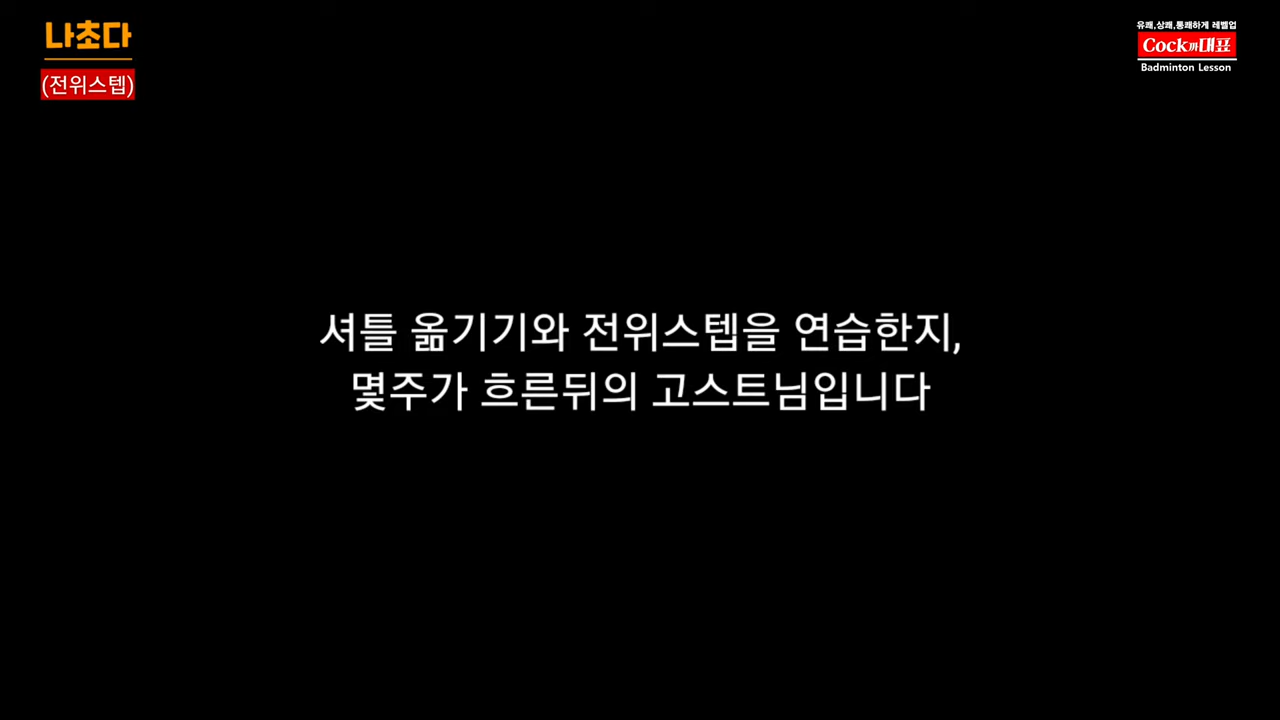 나초다
(전위스텝)
유쾌,상쾌,통쾌하게 레벨업
Cock까대표
Badminton Lesson
셔틀 옮기기와 전위스텝을 연습한지,
몇주가 흐른뒤의 고스트님입니다